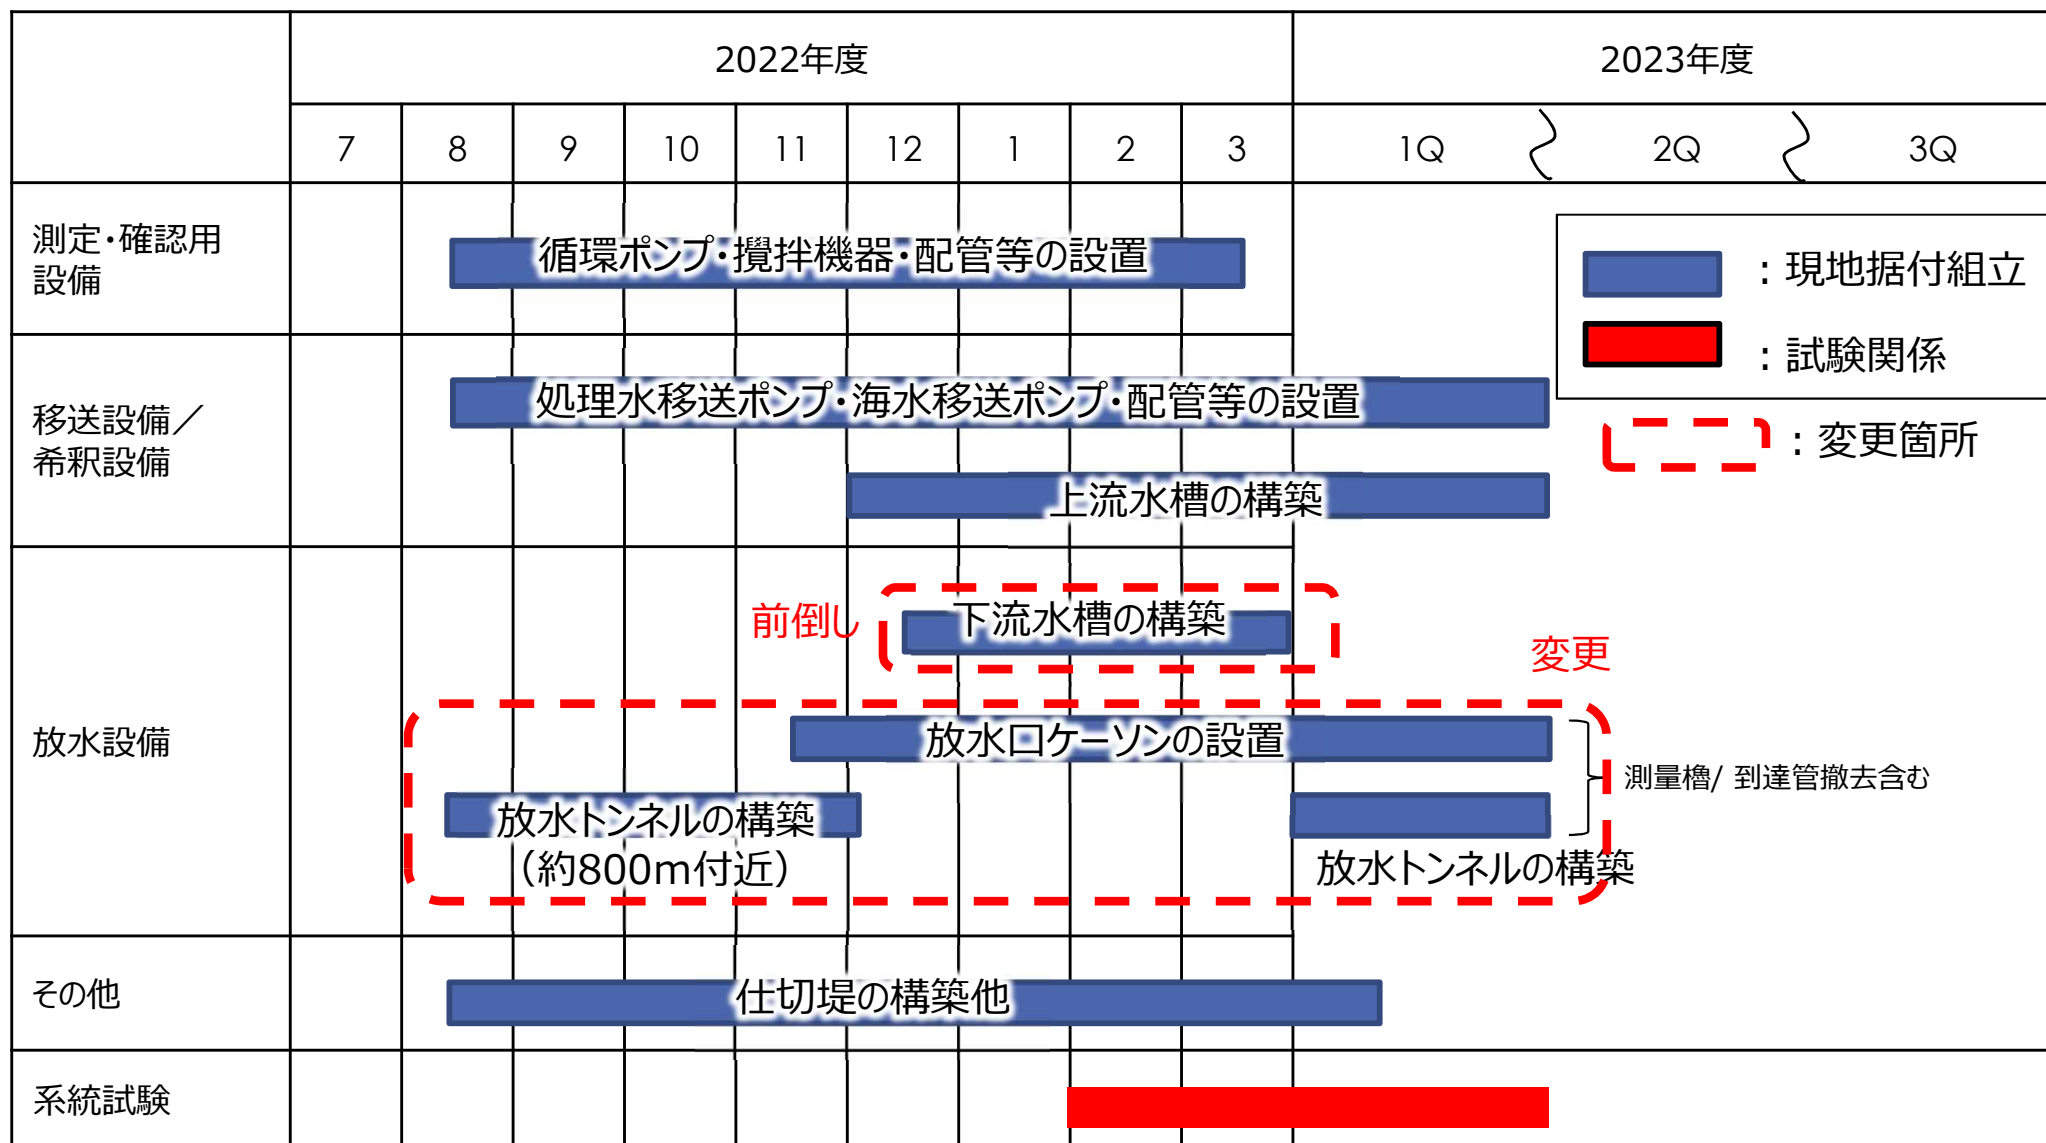 2022年度
2023年度
7
8
9
10
11
12
1
2
3
1Q
2Q
3Q
測定・確認用
設備
循環ポンプ・攪拌機器・配管等の設置
：現地据付組立
：試験関係
：変更箇所
移送設備／
希釈設備
処理水移送ポンプ・海水移送ポンプ・配管等の設置
上流水槽の構築
放水設備
前倒し
下流水槽の構築
変更
放水口ケーソンの設置
測量櫓/ 到達管撤去含む
放水トンネルの構築
（約800m付近）
放水トンネルの構築
その他
仕切堤の構築他
系統試験